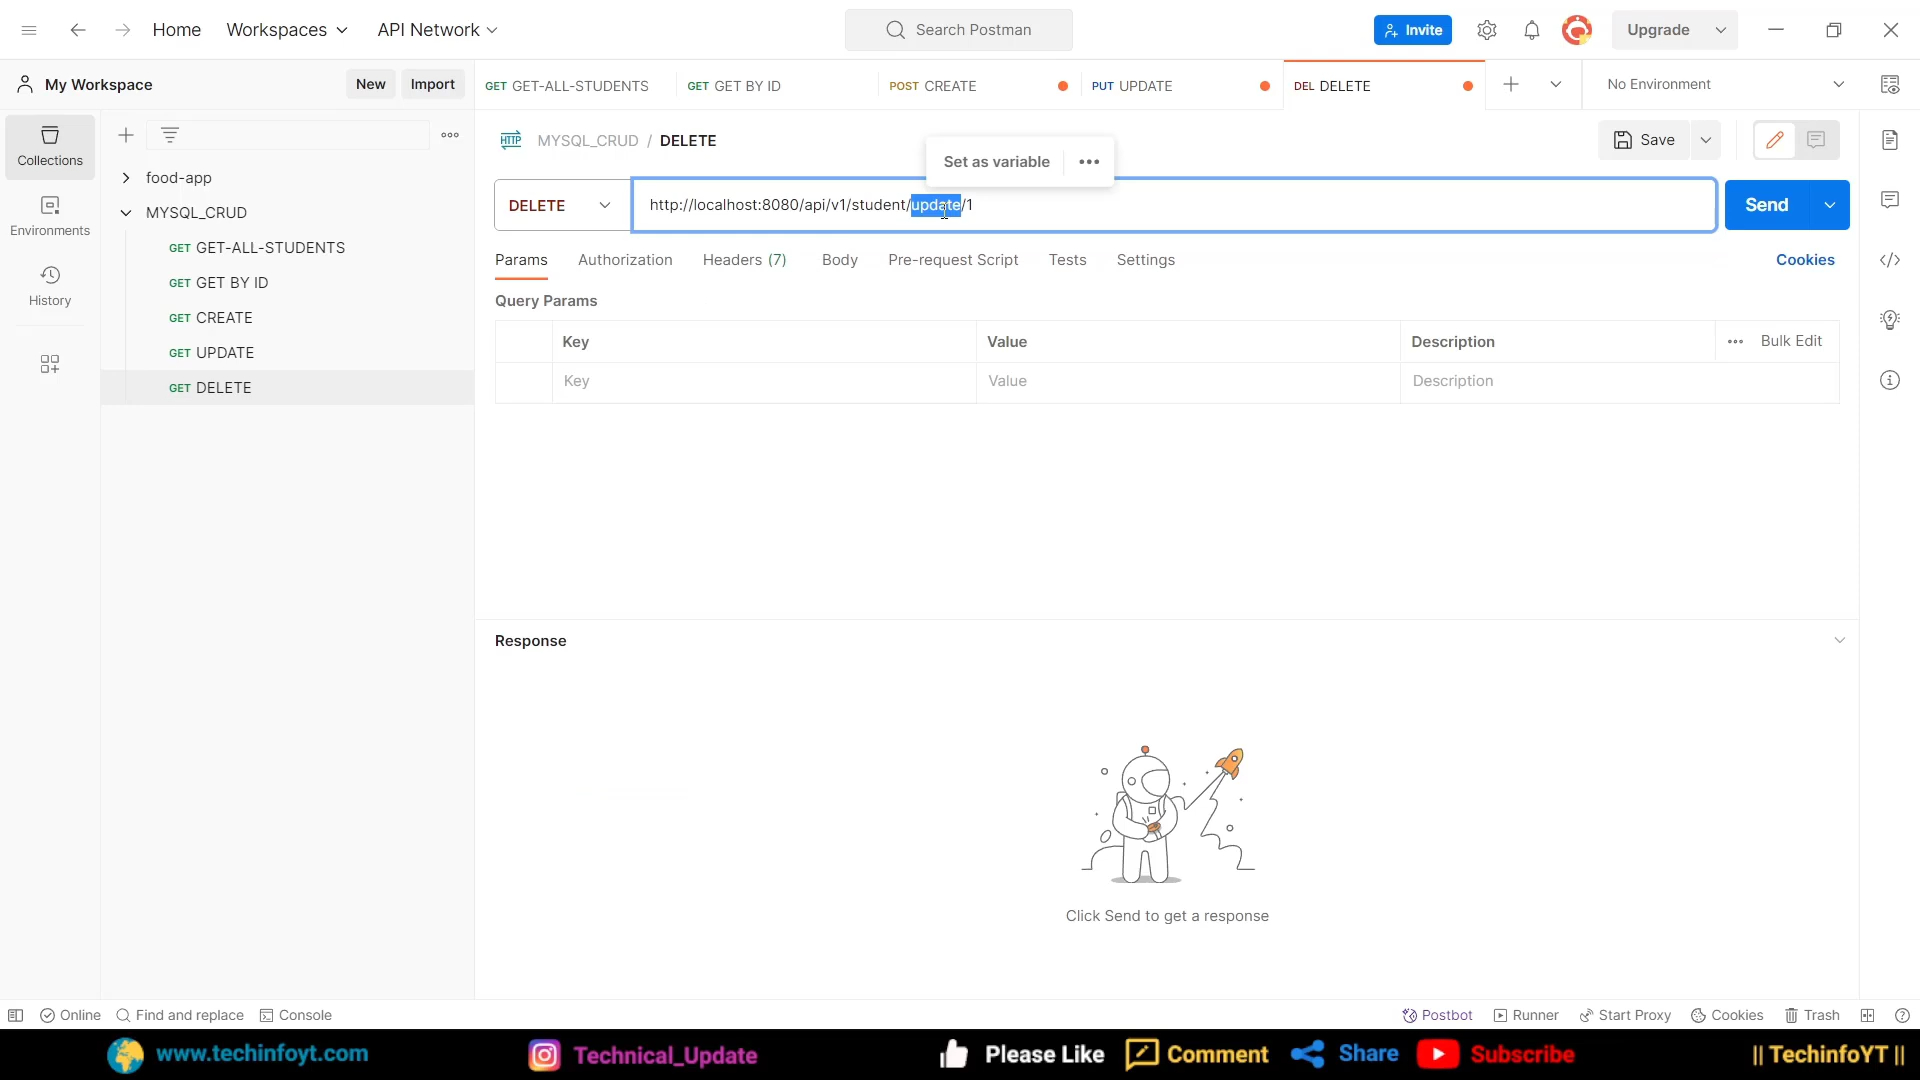 Home Workspaces API Network Search Postman Invite Upgrade
My Workspace New Import GET GET-ALL-STUDENTS GET GET BY ID POST CREATE PUT UPDATE DEL DELETE No Environment
Collections
Environments
History
food-app
MYSQL_CRUD
GET GET-ALL-STUDENTS
GET GET BY ID
GET CREATE
GET UPDATE
GET DELETE
HTTP MYSQL_CRUD / DELETE Save
Set as variable
DELETE http://localhost:8080/api/v1/student/update/1 Send
Params Authorization Headers (7) Body Pre-request Script Tests Settings Cookies
Query Params
Key Value Description Bulk Edit
Key Value Description
Response
Click Send to get a response
Online Find and replace Console Postbot Runner Start Proxy Cookies Trash
www.techinfoyt.com Technical_Update Please Like Comment Share Subscribe || TechinfoYT ||